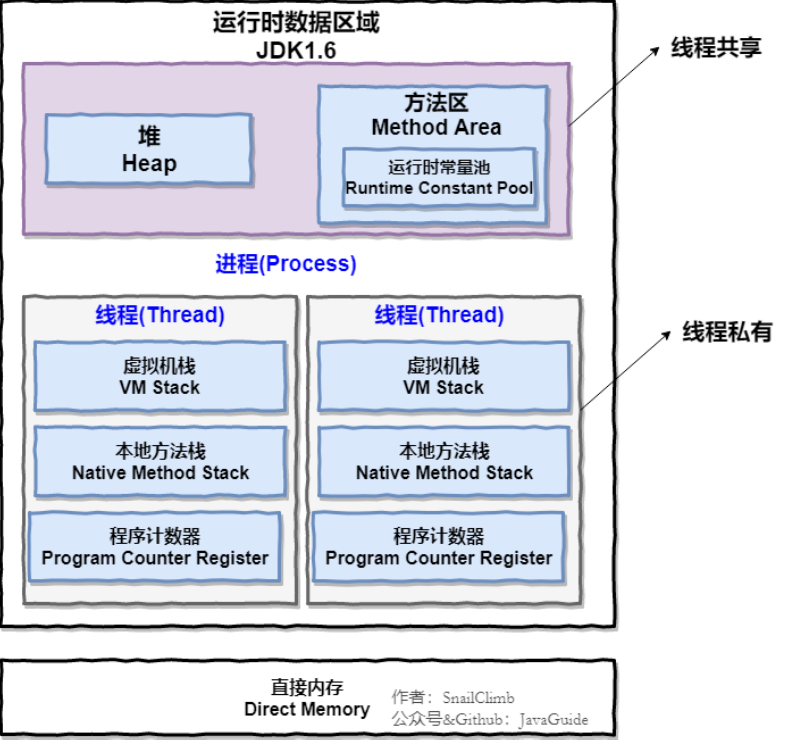 运行时数据区域
JDK1.6
线程共享
堆
Heap
方法区
Method Area
运行时常量池
Runtime Constant Pool
进程(Process)
线程(Thread)
虚拟机栈
VM Stack
本地方法栈
Native Method Stack
程序计数器
Program Counter Register
线程(Thread)
虚拟机栈
VM Stack
本地方法栈
Native Method Stack
程序计数器
Program Counter Register
线程私有
直接内存
Direct Memory
作者：SnailClimb
公众号&Github：JavaGuide